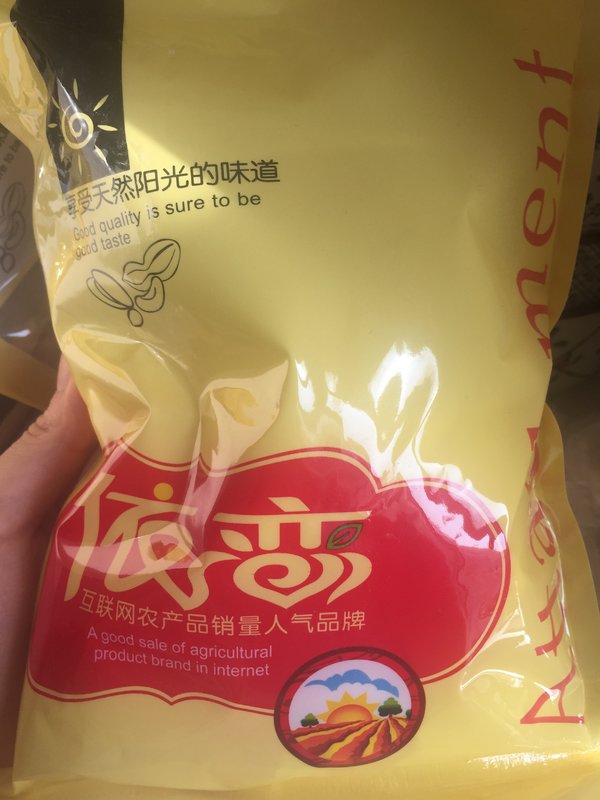 享受天然阳光的味道
Good quality is sure to be
good taste
依恋
互联网农产品销量人气品牌
A good sale of agricultural
product brand in internet